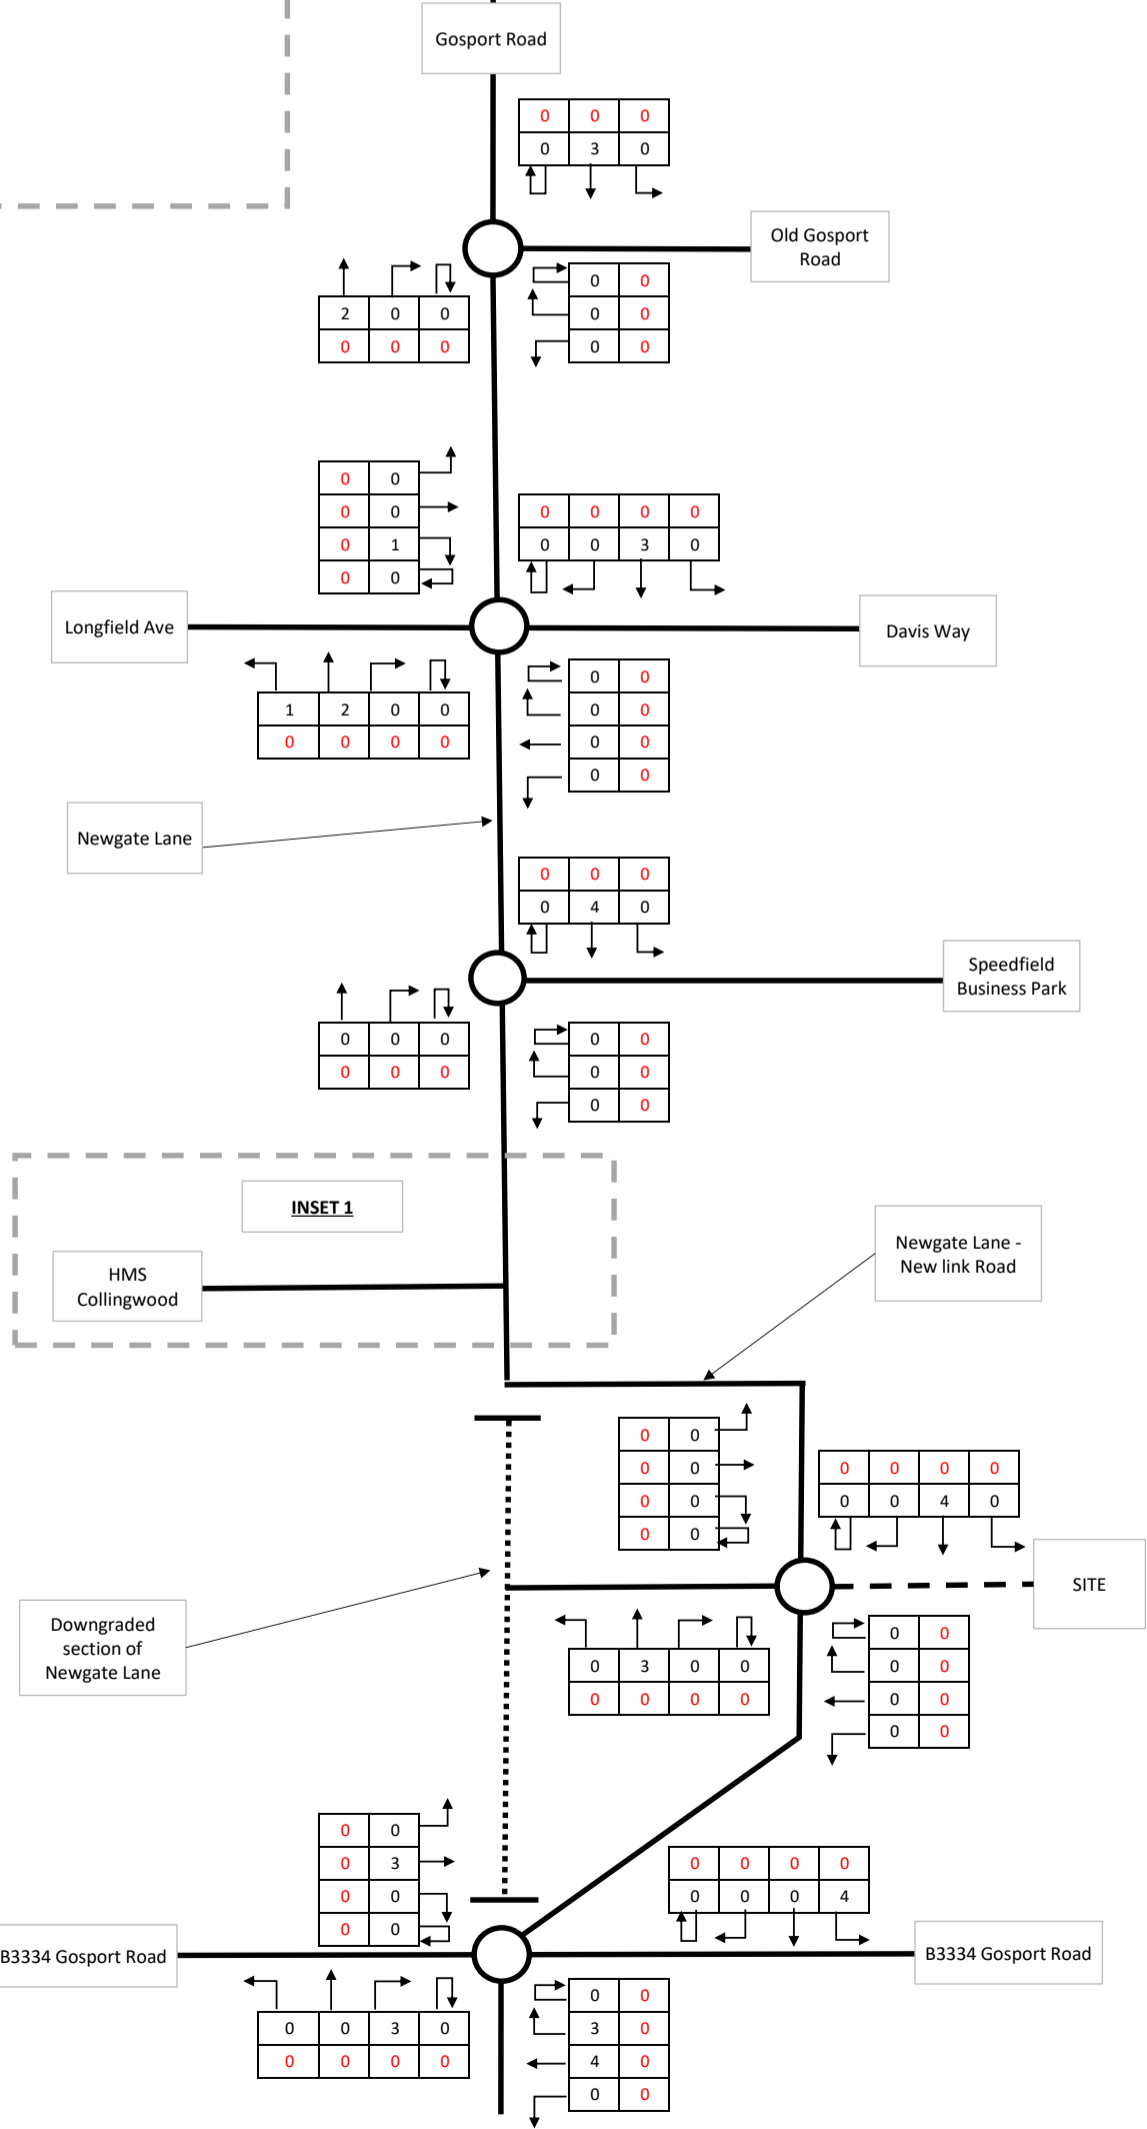 Gosport Road
0 0 0
0 3 0
Old Gosport
Road
0 0
0 0
0 0
2 0 0
0 0 0
0 0
0 0
0 1
0 0
0 0 0 0
0 0 3 0
Longfield Ave
Davis Way
1 2 0 0
0 0 0 0
0 0
0 0
0 0
0 0
Newgate Lane
0 0 0
0 4 0
Speedfield
Business Park
0 0 0
0 0 0
0 0
0 0
0 0
INSET 1
HMS
Collingwood
Newgate Lane -
New link Road
0 0
0 0
0 0
0 0
0 0 0 0
0 0 4 0
SITE
Downgraded
section of
Newgate Lane
0 3 0 0
0 0 0 0
0 0
0 0
0 0
0 0
0 0
0 3
0 0
0 0
0 0 0 0
0 0 0 4
B3334 Gosport Road
B3334 Gosport Road
0 0 3 0
0 0 0 0
0 0
3 0
4 0
0 0